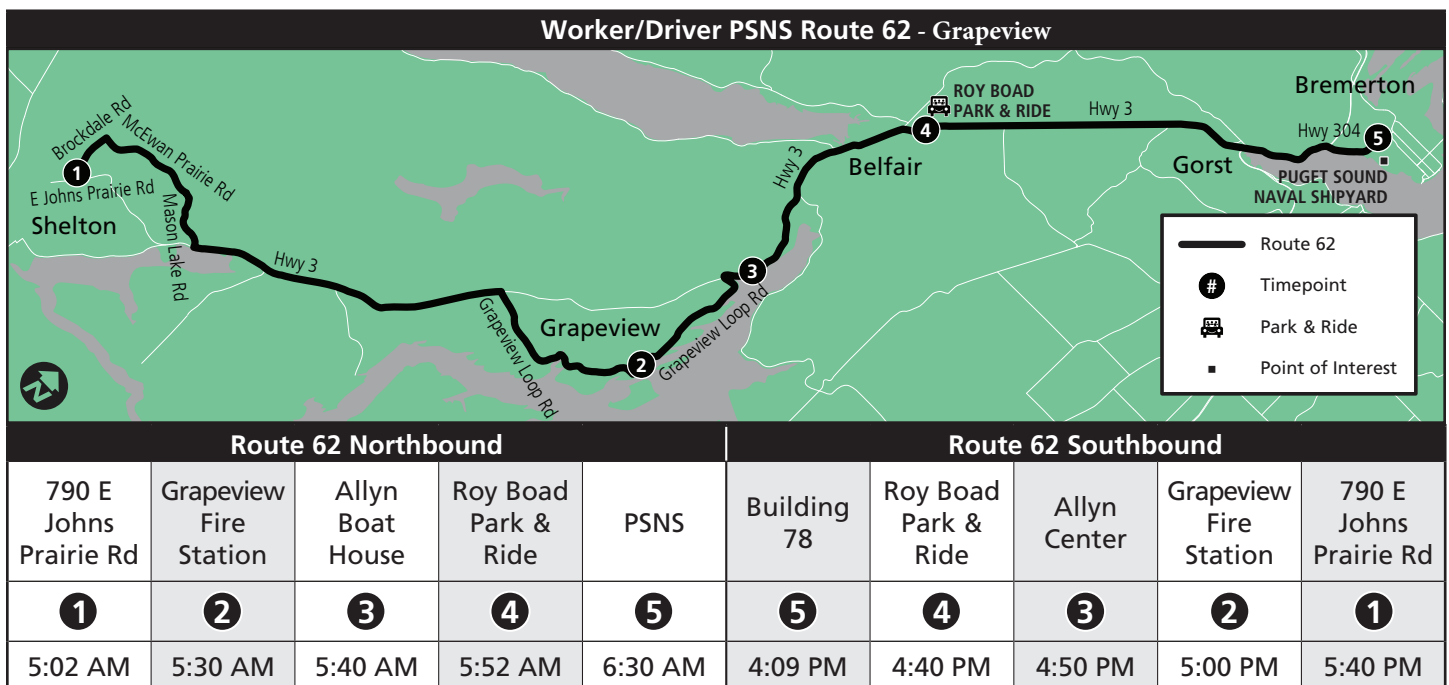 Worker/Driver PSNS Route 62 - Grapeview
Bremerton
ROY BOAD
PARK & RIDE
Hwy 3
Hwy 304
5
4
Brockdale Rd
McEwan Prairie Rd
1
E Johns Prairie Rd
Shelton
Mason Lake Rd
Hwy 3
Belfair
Hwy 3
Gorst
PUGET SOUND
NAVAL SHIPYARD
3
Grapeview
Grapeview Loop Rd
2
Grapeview Loop Rd
Route 62
# Timepoint
Park & Ride
Point of Interest
N
Route 62 Northbound
Route 62 Southbound
790 E
Johns
Prairie Rd
Grapeview
Fire
Station
Allyn
Boat
House
Roy Boad
Park &
Ride
PSNS
Building
78
Roy Boad
Park &
Ride
Allyn
Center
Grapeview
Fire
Station
790 E
Johns
Prairie Rd
1 2 3 4 5 5 4 3 2 1
5:02 AM 5:30 AM 5:40 AM 5:52 AM 6:30 AM 4:09 PM 4:40 PM 4:50 PM 5:00 PM 5:40 PM